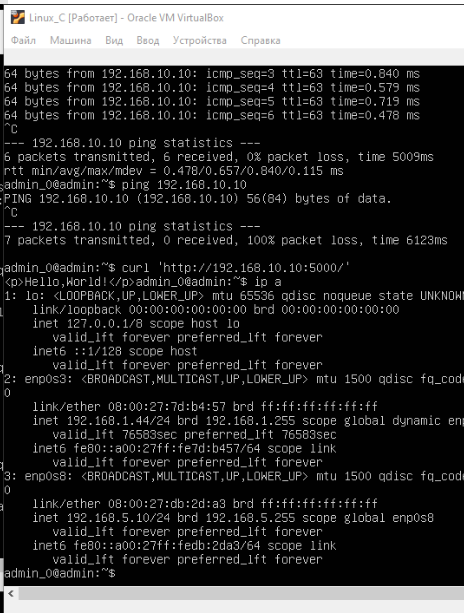 Linux_C [Работает] - Oracle VM VirtualBox
Файл Машина Вид Ввод Устройства Справка
64 bytes from 192.168.10.10: icmp_seq=3 ttl=63 time=0.840 ms
64 bytes from 192.168.10.10: icmp_seq=4 ttl=63 time=0.579 ms
64 bytes from 192.168.10.10: icmp_seq=5 ttl=63 time=0.719 ms
64 bytes from 192.168.10.10: icmp_seq=6 ttl=63 time=0.478 ms
^C
--- 192.168.10.10 ping statistics ---
6 packets transmitted, 6 received, 0% packet loss, time 5009ms
rtt min/avg/max/mdev = 0.478/0.657/0.840/0.115 ms
admin_0@admin:~$ ping 192.168.10.10
PING 192.168.10.10 (192.168.10.10) 56(84) bytes of data.
^C
--- 192.168.10.10 ping statistics ---
7 packets transmitted, 0 received, 100% packet loss, time 6123ms
admin_0@admin:~$ curl 'http://192.168.10.10:5000/'
<p>Hello,World!</p>admin_0@admin:~$ ip a
1: lo: <LOOPBACK,UP,LOWER_UP> mtu 65536 qdisc noqueue state UNKNOWN
link/loopback 00:00:00:00:00:00 brd 00:00:00:00:00:00
inet 127.0.0.1/8 scope host lo
valid_lft forever preferred_lft forever
inet6 ::1/128 scope host
valid_lft forever preferred_lft forever
2: enp0s3: <BROADCAST,MULTICAST,UP,LOWER_UP> mtu 1500 qdisc fq_code
0
link/ether 08:00:27:7d:b4:57 brd ff:ff:ff:ff:ff:ff
inet 192.168.1.44/24 brd 192.168.1.255 scope global dynamic enp
valid_lft 76583sec preferred_lft 76583sec
inet6 fe80::a00:27ff:fe7d:b457/64 scope link
valid_lft forever preferred_lft forever
3: enp0s8: <BROADCAST,MULTICAST,UP,LOWER_UP> mtu 1500 qdisc fq_code
0
link/ether 08:00:27:db:2d:a3 brd ff:ff:ff:ff:ff:ff
inet 192.168.5.10/24 brd 192.168.5.255 scope global enp0s8
valid_lft forever preferred_lft forever
inet6 fe80::a00:27ff:fedb:2da3/64 scope link
valid_lft forever preferred_lft forever
admin_0@admin:~$